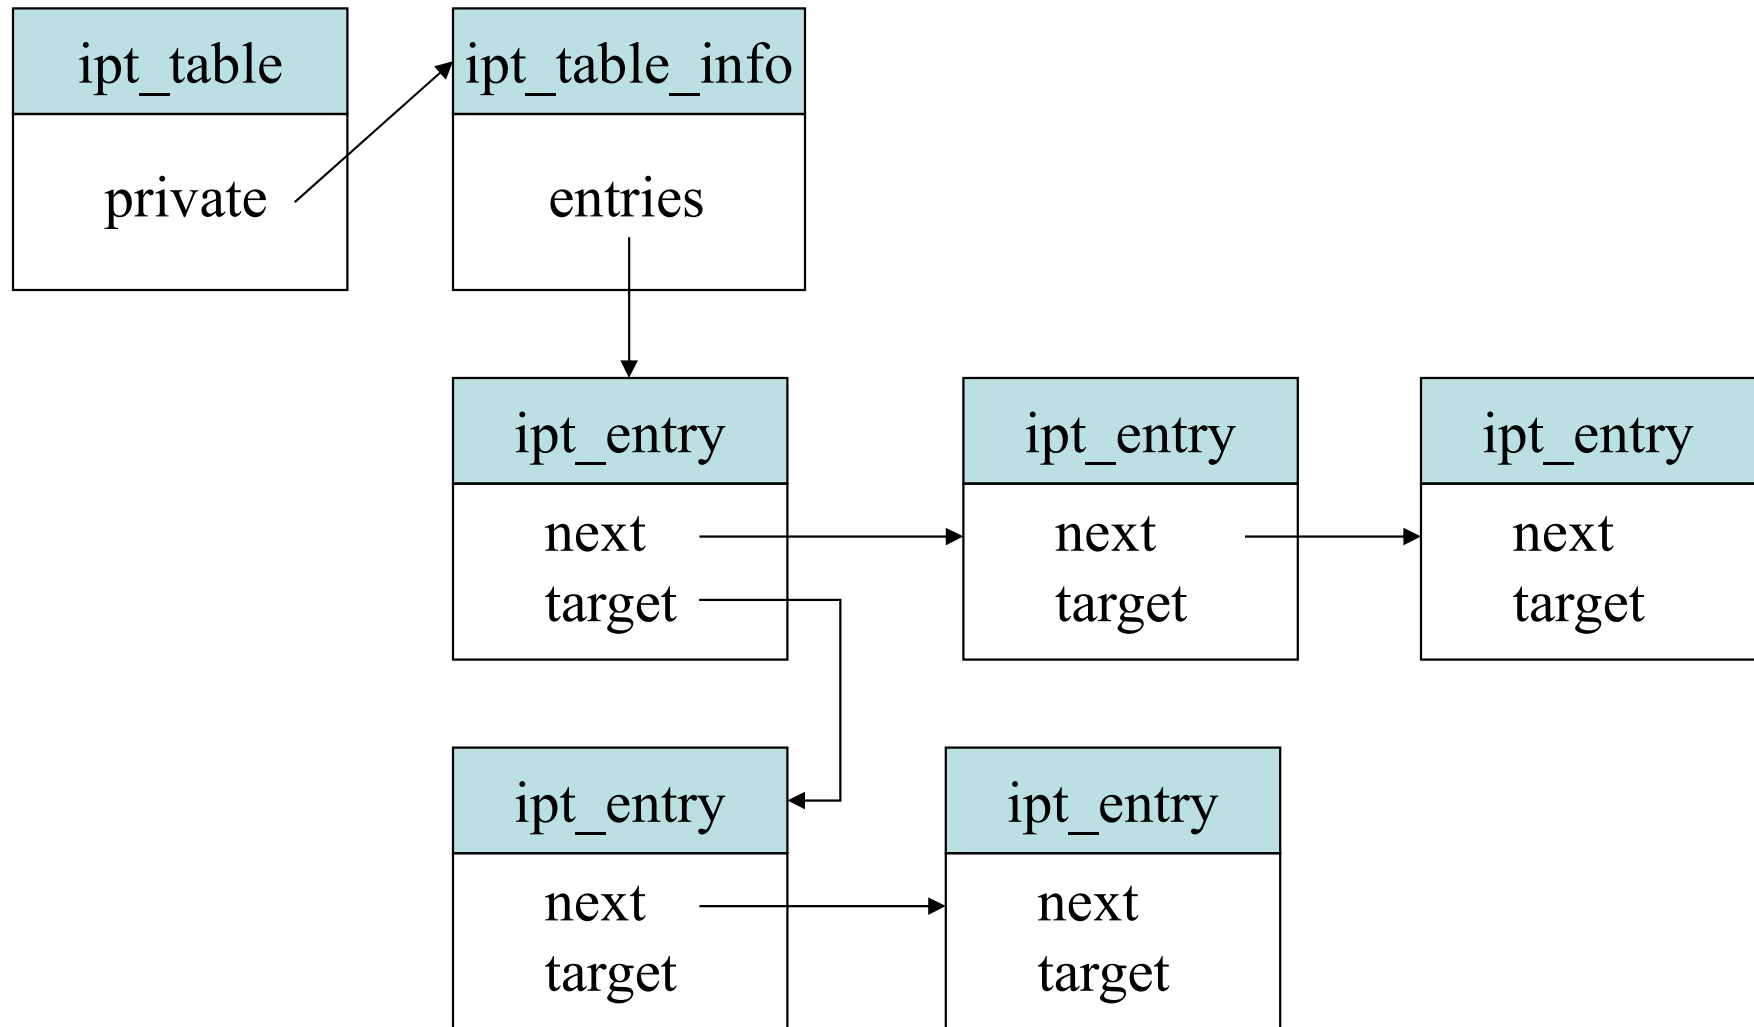 ipt_table
private
ipt_table_info
entries
ipt_entry
next
target
ipt_entry
next
target
ipt_entry
next
target
ipt_entry
next
target
ipt_entry
next
target